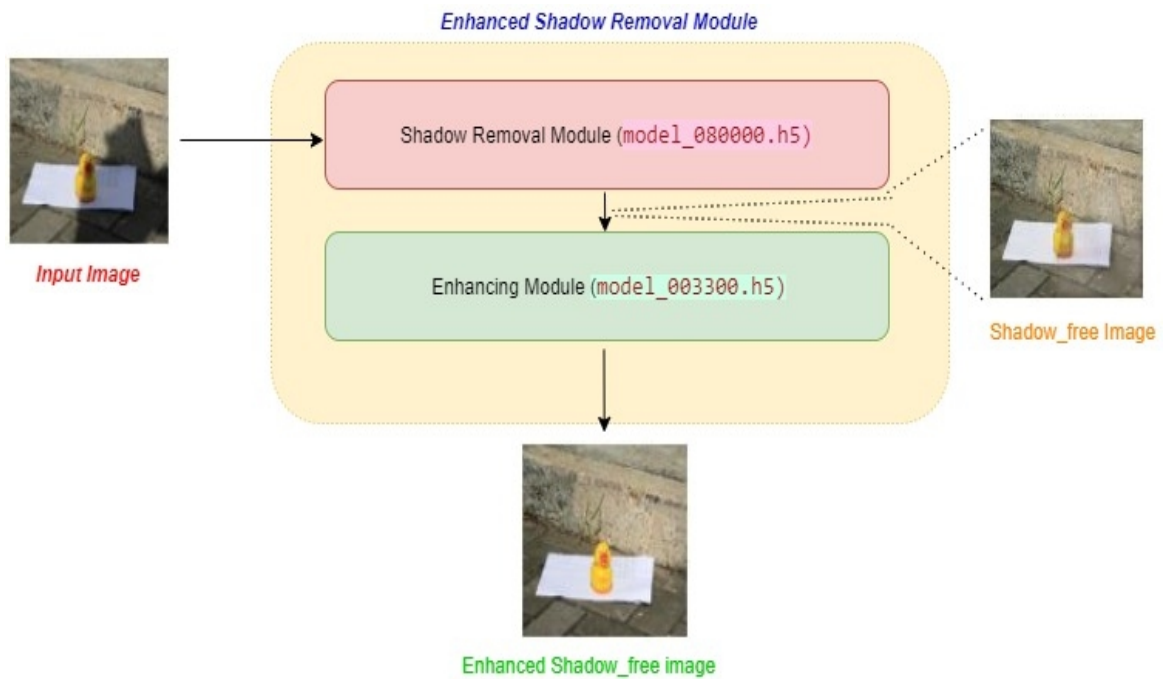 Enhanced Shadow Removal Module
Shadow Removal Module (model_080000.h5)
Input Image
Enhancing Module (model_003300.h5)
Shadow_free Image
Enhanced Shadow_free image